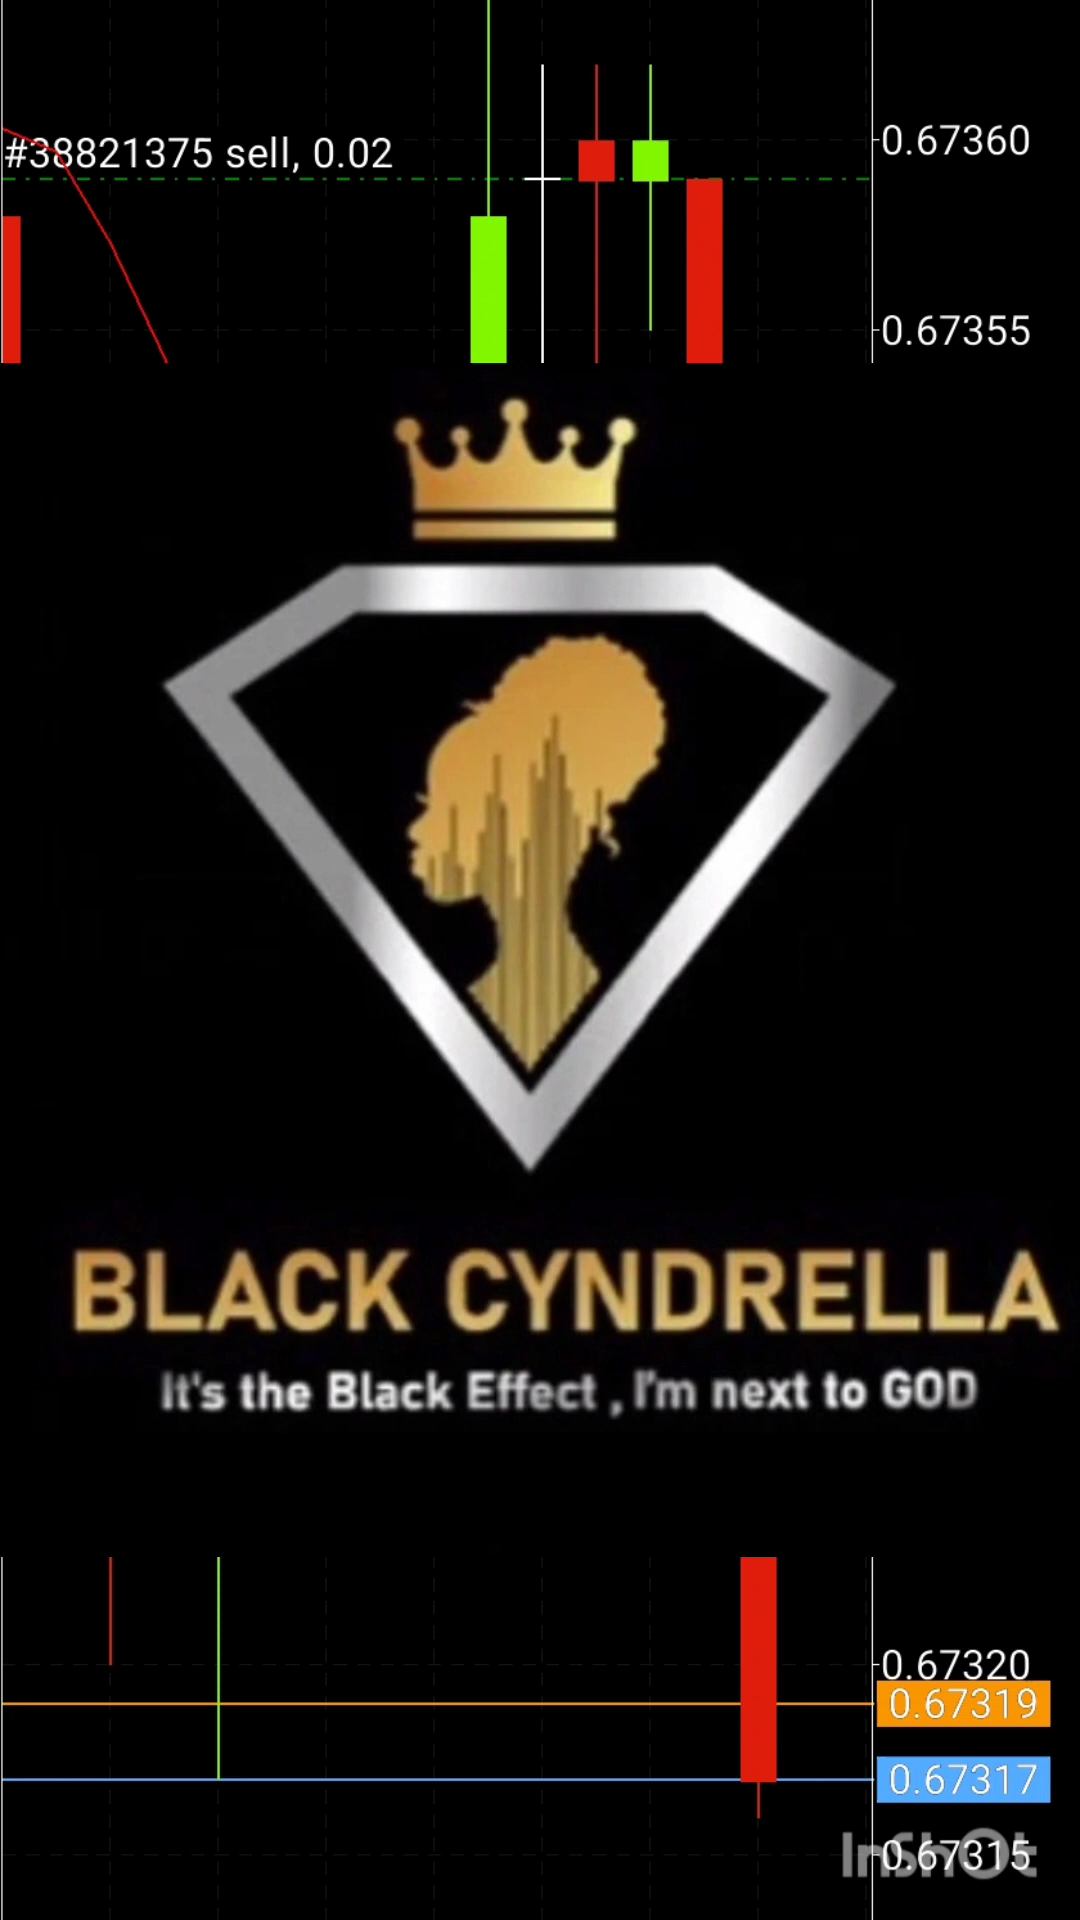 #38821375 sell, 0.02
0.67360
0.67355
BLACK CYNDRELLA
It's the Black Effect , I'm next to GOD
0.67320
0.67319
0.67317
0.67315
InShOt